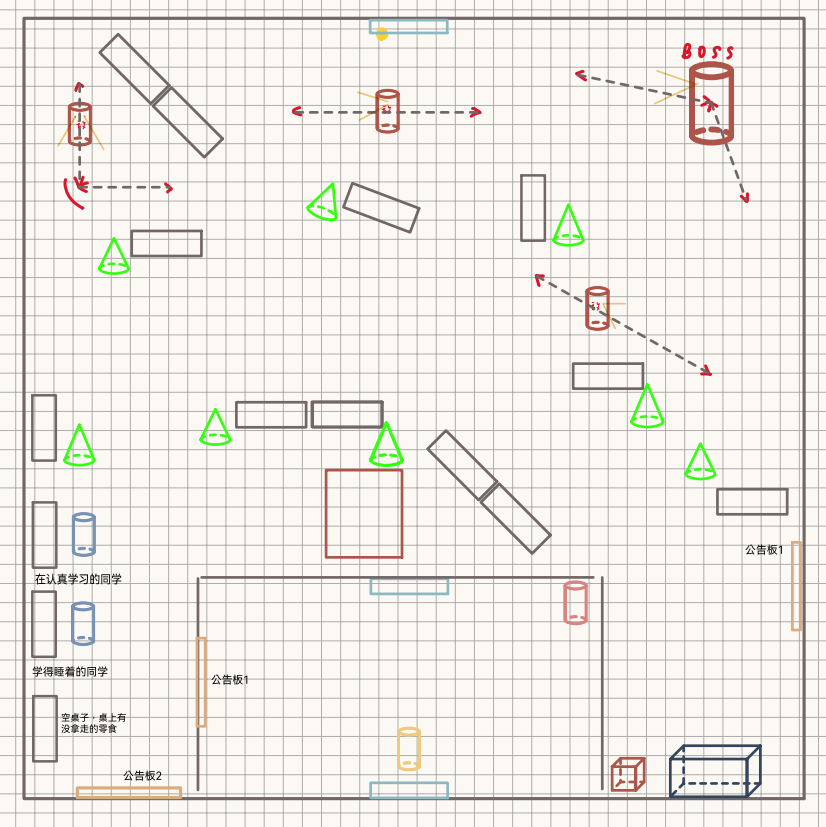 BOSS
公告板1
在认真学习的同学
学得睡着的同学
公告板1
空桌子·桌上有
没拿走的零食
公告板2